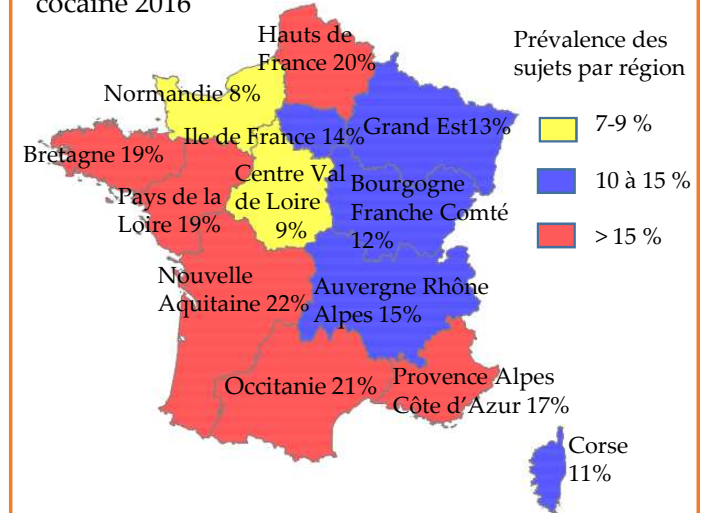 cocaïne 2016
Hauts de
France 20%
Prévalence des
sujets par région
Normandie 8%
7-9 %
Ile de France 14%
Grand Est13%
Bretagne 19%
Centre Val
de Loire
9%
Bourgogne
Franche Comté
12%
10 à 15 %
Pays de la
Loire 19%
> 15 %
Nouvelle
Aquitaine 22%
Auvergne Rhône
Alpes 15%
Occitanie 21%
Provence Alpes
Côte d'Azur 17%
Corse
11%